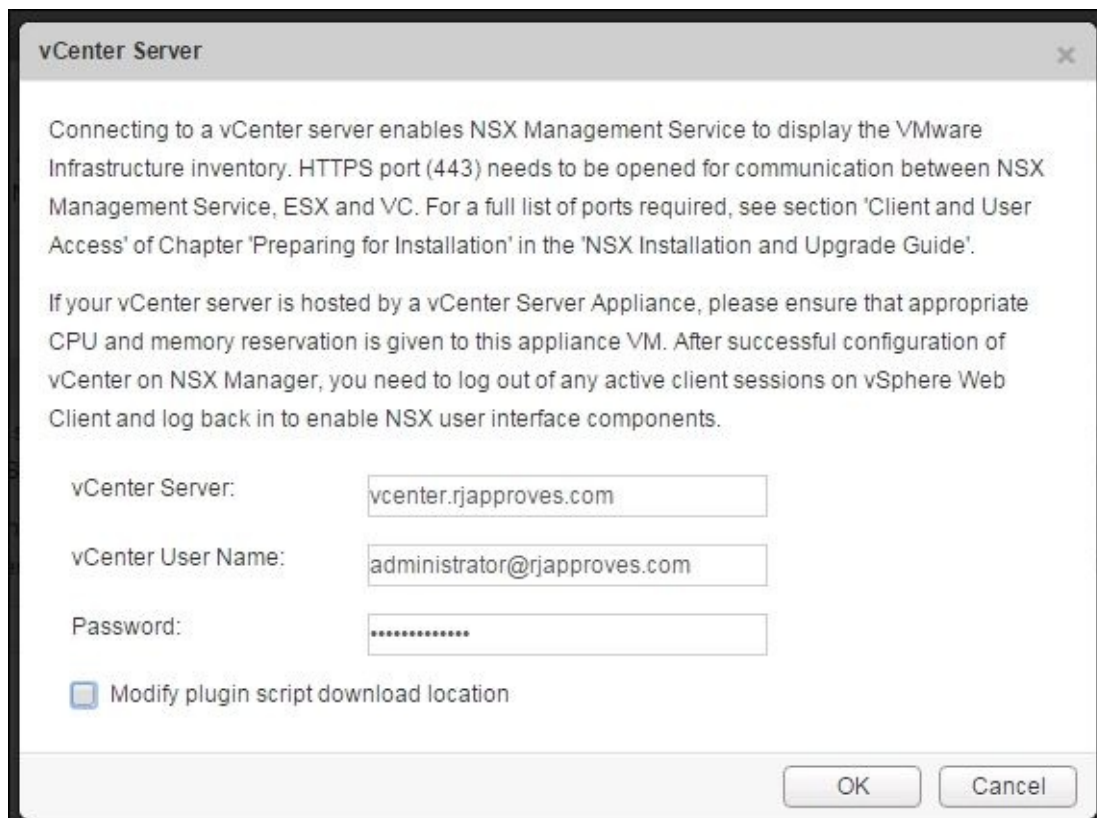 vCenter Server
Connecting to a vCenter server enables NSX Management Service to display the VMware
Infrastructure inventory. HTTPS port (443) needs to be opened for communication between NSX
Management Service, ESX and VC. For a full list of ports required, see section 'Client and User
Access' of Chapter 'Preparing for Installation' in the 'NSX Installation and Upgrade Guide'.
If your vCenter server is hosted by a vCenter Server Appliance, please ensure that appropriate
CPU and memory reservation is given to this appliance VM. After successful configuration of
vCenter on NSX Manager, you need to log out of any active client sessions on vSphere Web
Client and log back in to enable NSX user interface components.
vCenter Server: vcenter.rjapproves.com
vCenter User Name: administrator@rjapproves.com
Password: •••••••••••••
Modify plugin script download location
OK Cancel